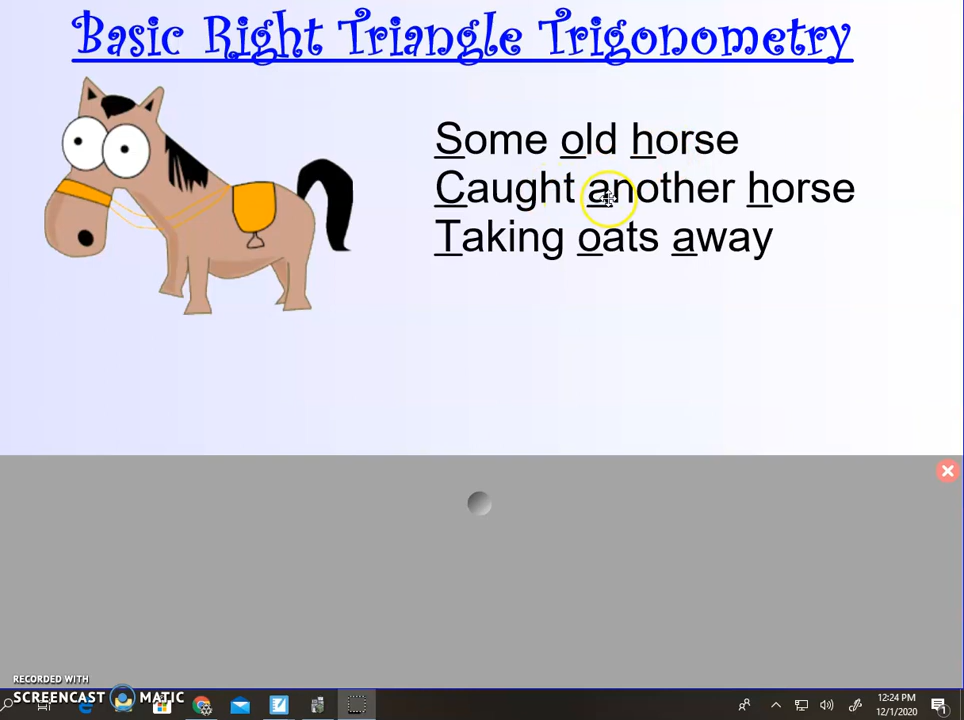 Basic Right Triangle Trigonometry
Some old horse
Caught another horse
Taking oats away
RECORDED WITH
SCREENCAST MATIC
12:24 PM
12/1/2020
1